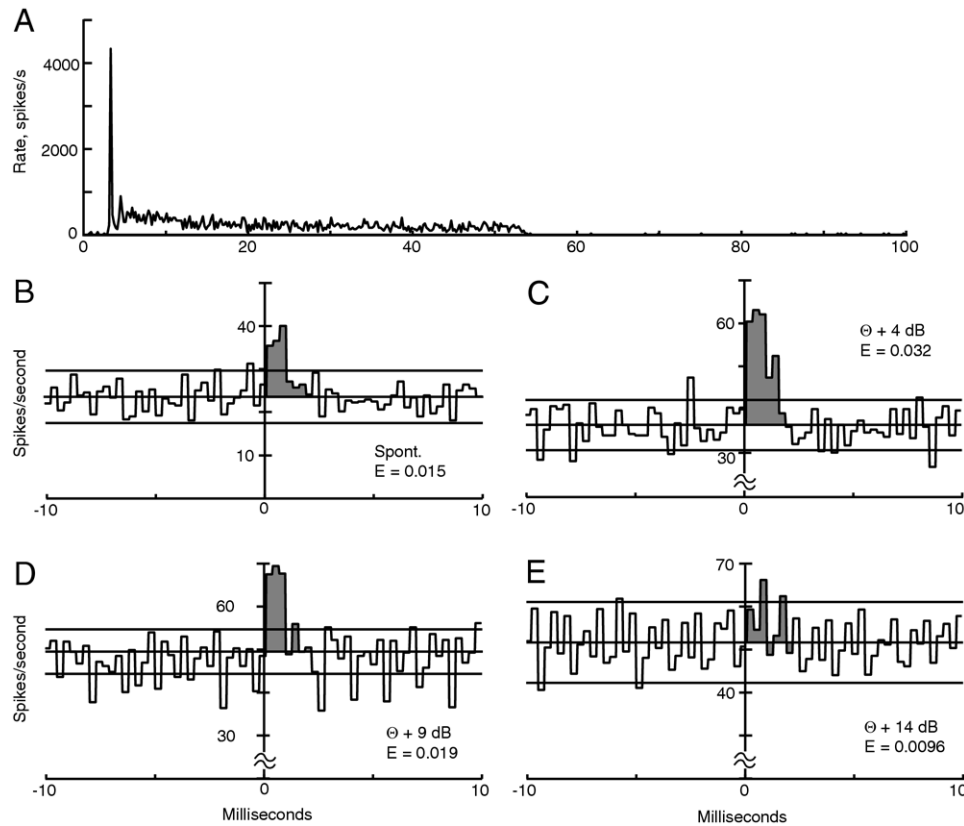 A
Rate, spikes/s
4000
2000
0
0 20 40 60 80 100
B
Spikes/second
40
10
Spont.
E = 0.015
-10 0 10
C
60
30
Θ + 4 dB
E = 0.032
-10 0 10
D
Spikes/second
60
30
Θ + 9 dB
E = 0.019
-10 0 10
Milliseconds
E
70
40
Θ + 14 dB
E = 0.0096
-10 0 10
Milliseconds